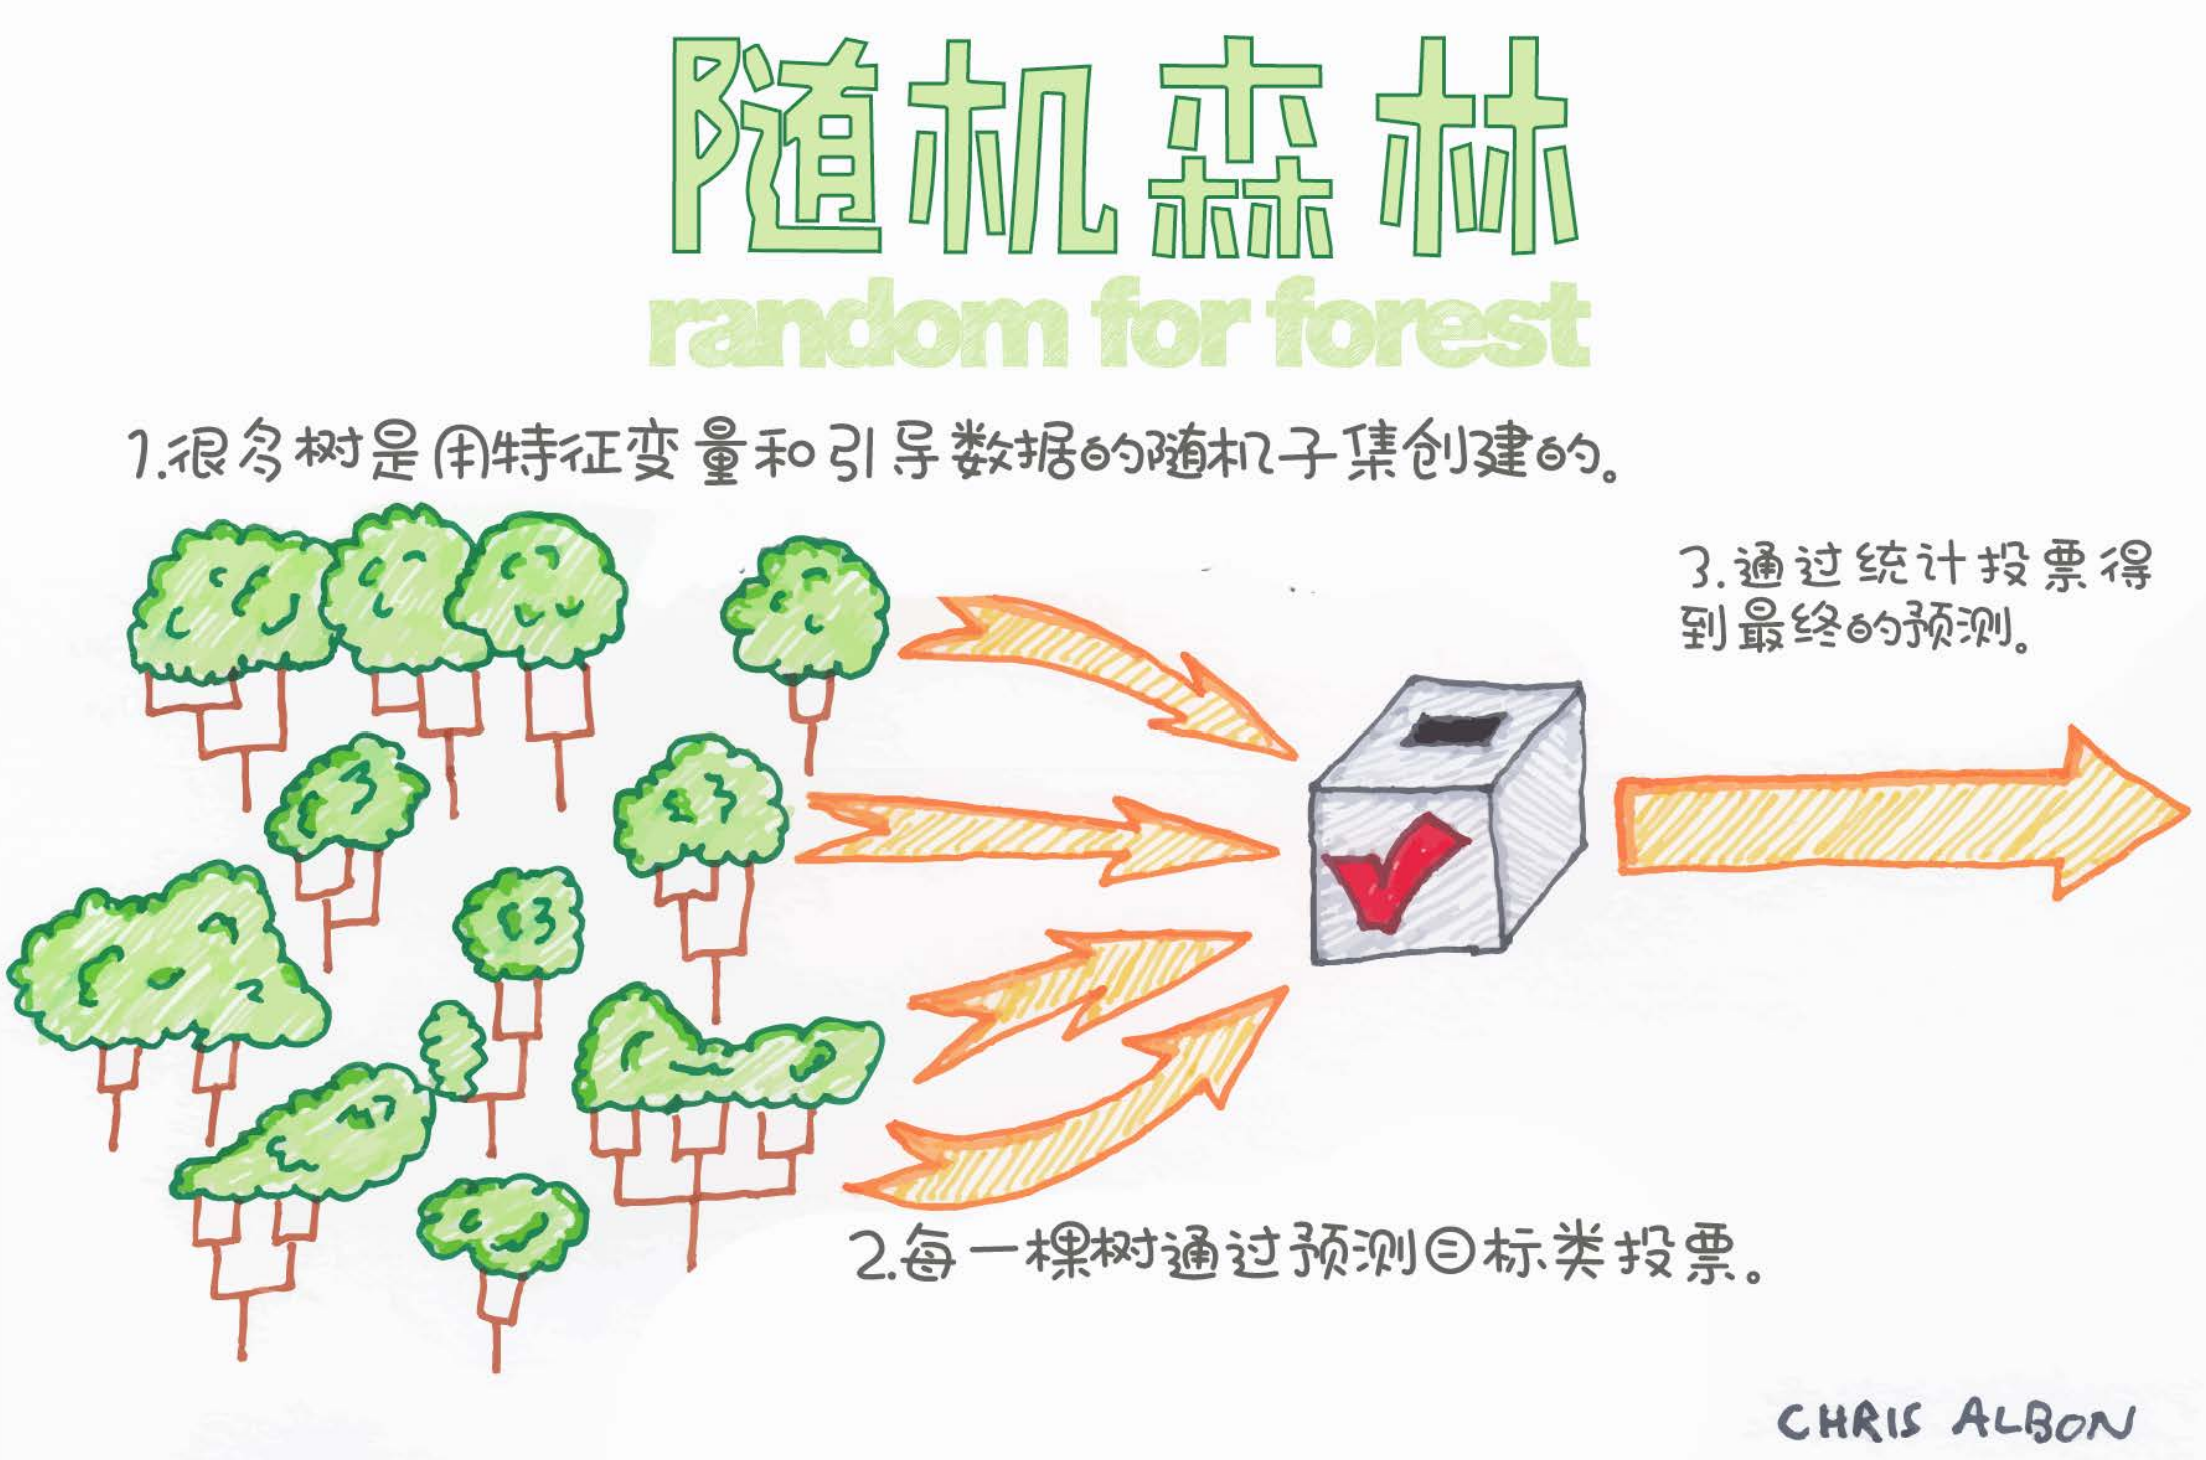 随机森林
random for forest
1.很多树是用特征变量和引导数据的随机子集创建的。
3.通过统计投票得
到最终的预测。
2.每一棵树通过预测目标类投票。
CHRIS ALBON